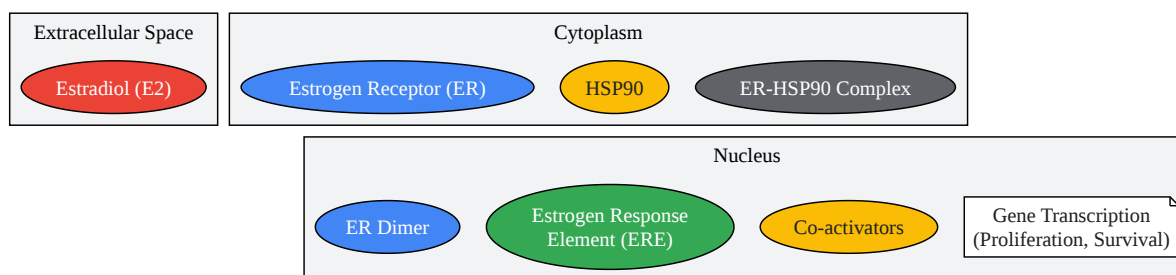 Extracellular Space
Estradiol (E2)
Cytoplasm
Estrogen Receptor (ER)
HSP90
ER-HSP90 Complex
Nucleus
ER Dimer
Estrogen Response
Element (ERE)
Co-activators
Gene Transcription
(Proliferation, Survival)